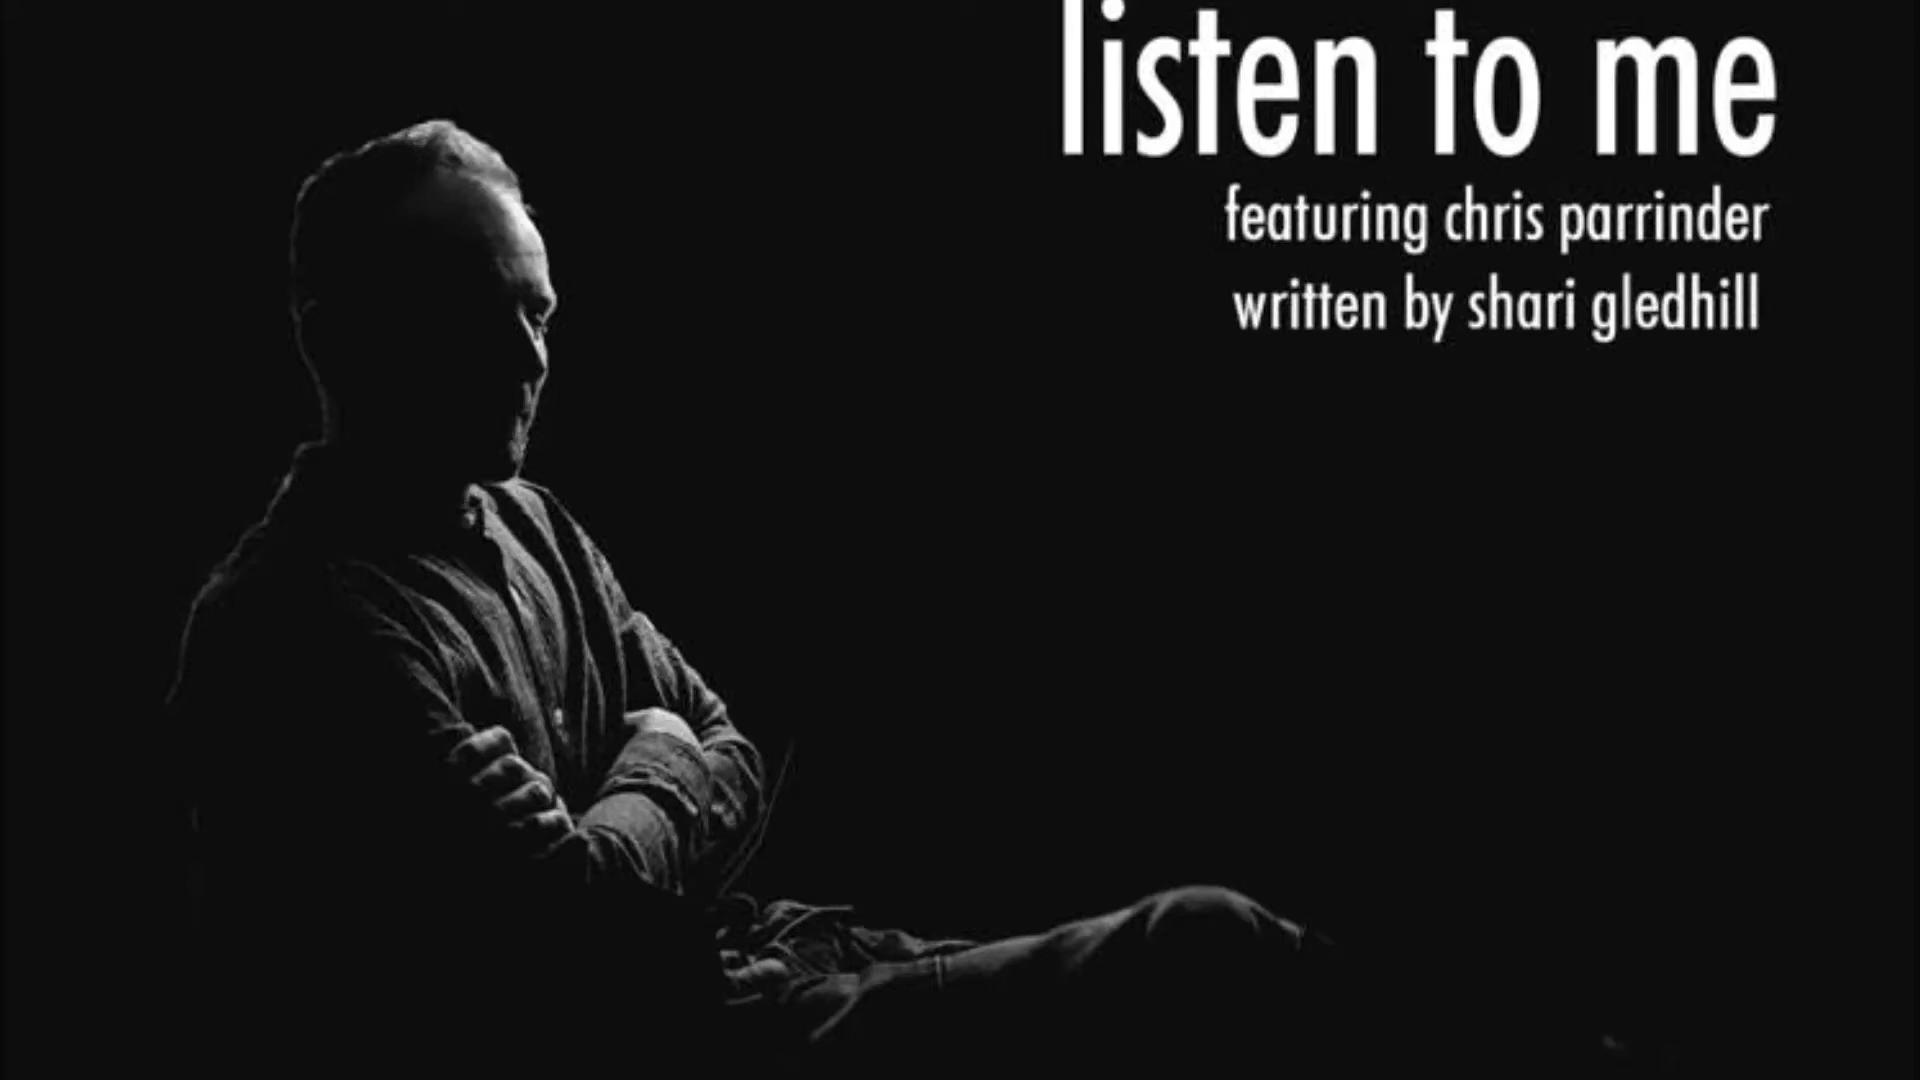 listen to me
featuring chris parrinder
written by shari gledhill